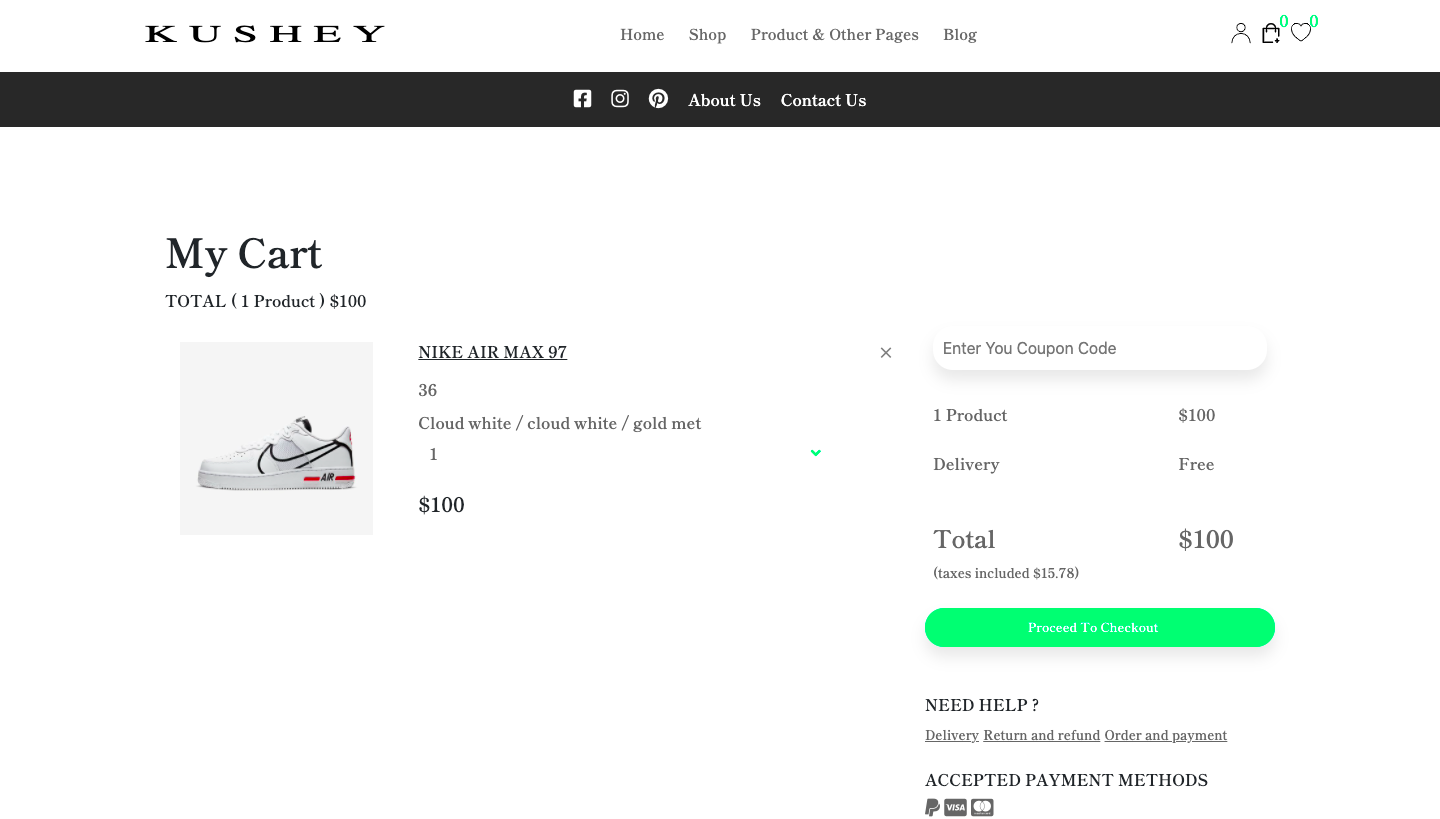 KUSHEY
Home Shop Product & Other Pages Blog
0 0
About Us Contact Us
My Cart
TOTAL ( 1 Product ) $100
NIKE AIR MAX 97
36
Cloud white / cloud white / gold met
1
$100
AIR
Enter You Coupon Code
1 Product $100
Delivery Free
Total $100
(taxes included $15.78)
Proceed To Checkout
NEED HELP ?
Delivery Return and refund Order and payment
ACCEPTED PAYMENT METHODS
VISA